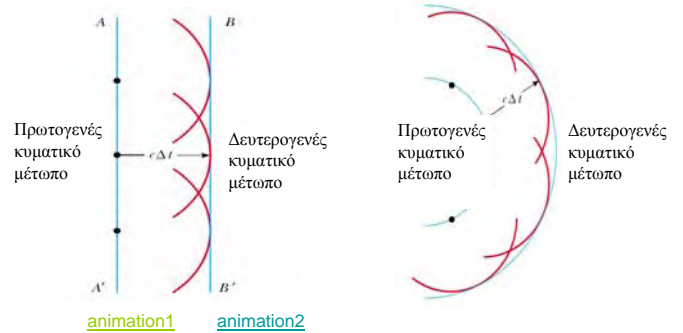 A B
Πρωτογενές
κυματικό
μέτωπο
cΔt
Δευτερογενές
κυματικό
μέτωπο
A' B'
cΔt
Πρωτογενές
κυματικό
μέτωπο
Δευτερογενές
κυματικό
μέτωπο
animation1 animation2